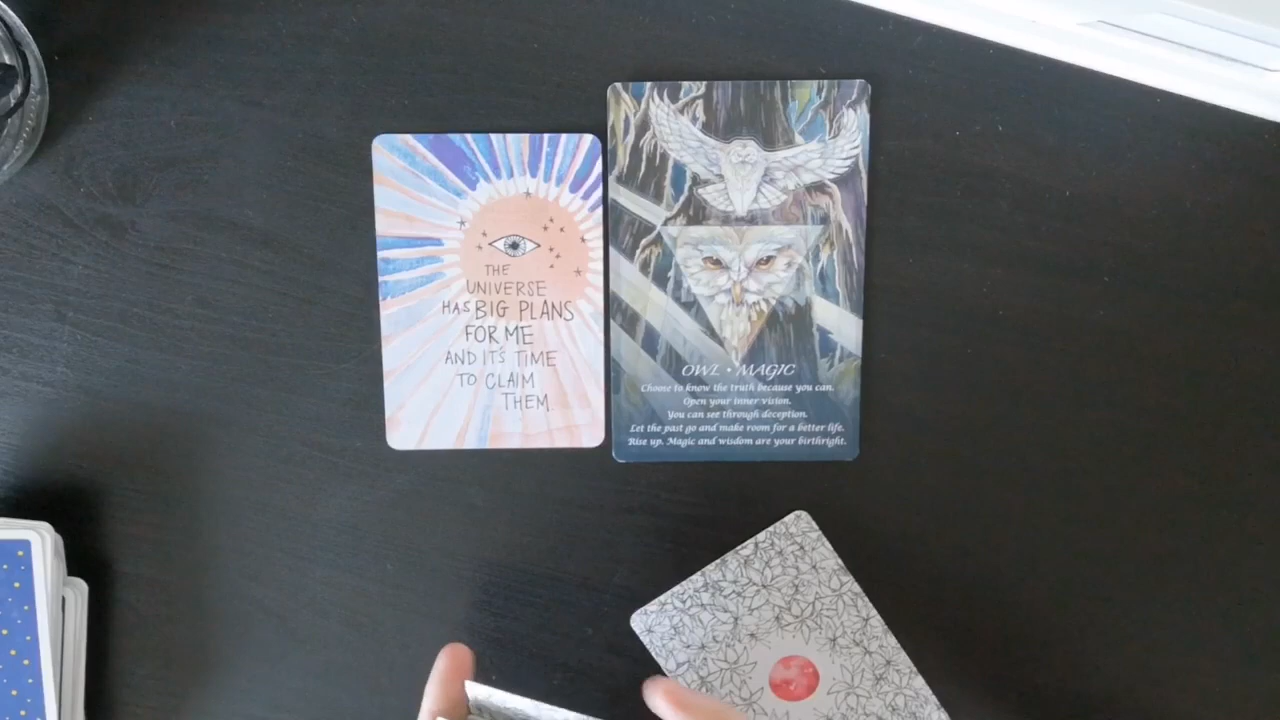 THE
UNIVERSE
HAS BIG PLANS
FOR ME
AND IT'S TIME
TO CLAIM
THEM.
OWL • MAGIC
Choose to know the truth because you can.
Open your inner vision.
You can see through deception.
Let the past go and make room for a better life.
Rise up. Magic and wisdom are your birthright.